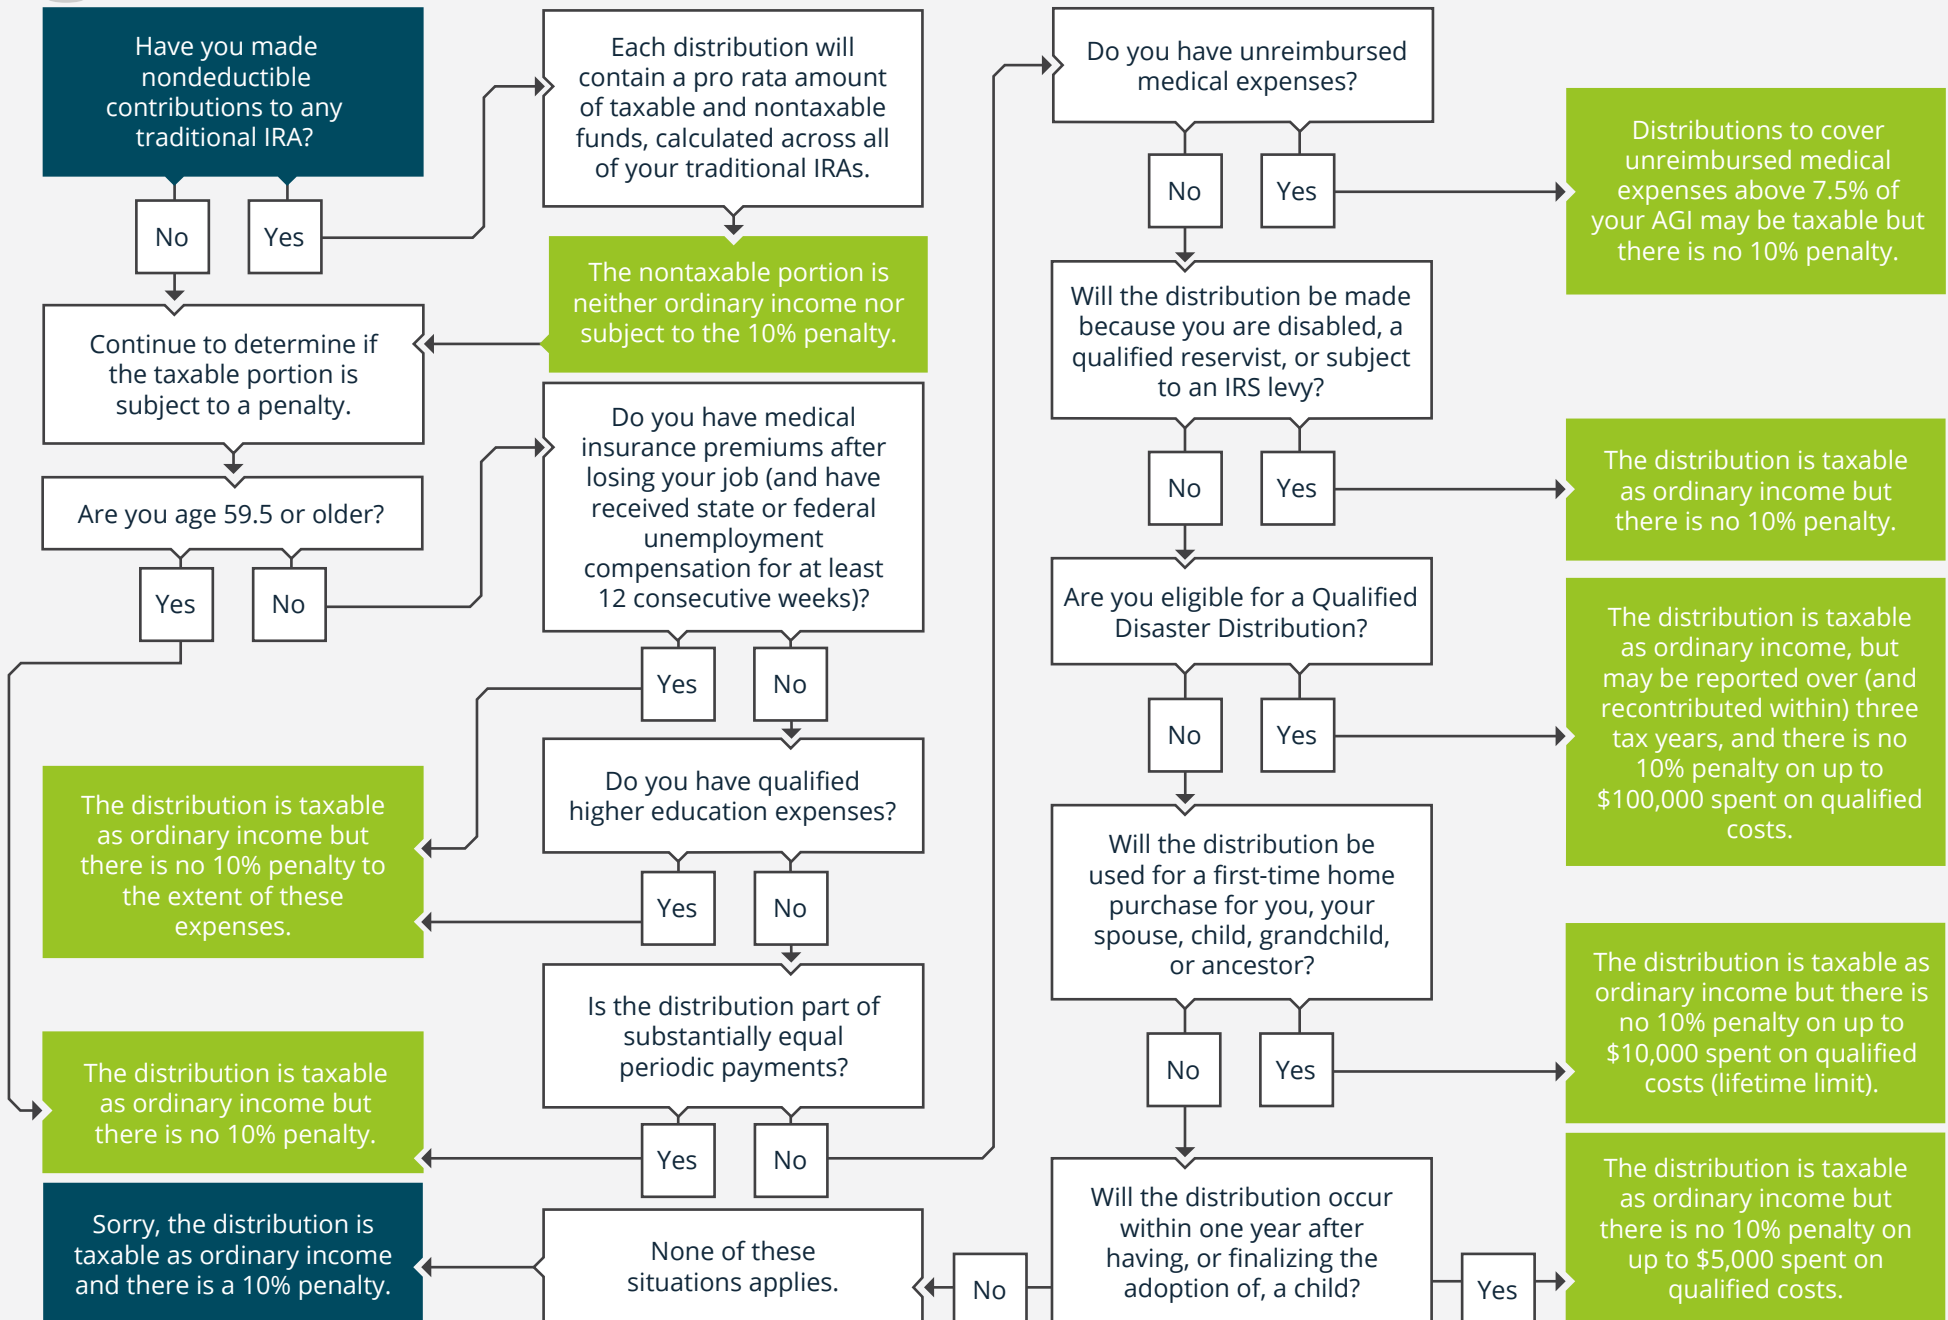 Have you made
nondeductible
contributions to any
traditional IRA?
No
Yes
Each distribution will
contain a pro rata amount
of taxable and nontaxable
funds, calculated across all
of your traditional IRAs.
The nontaxable portion is
neither ordinary income nor
subject to the 10% penalty.
Continue to determine if
the taxable portion is
subject to a penalty.
Are you age 59.5 or older?
Yes
No
Do you have medical
insurance premiums after
losing your job (and have
received state or federal
unemployment
compensation for at least
12 consecutive weeks)?
Yes
No
Do you have qualified
higher education expenses?
Yes
No
The distribution is taxable
as ordinary income but
there is no 10% penalty to
the extent of these
expenses.
Is the distribution part of
substantially equal
periodic payments?
Yes
No
The distribution is taxable
as ordinary income but
there is no 10% penalty.
Sorry, the distribution is
taxable as ordinary income
and there is a 10% penalty.
None of these
situations applies.
Do you have unreimbursed
medical expenses?
No
Yes
Distributions to cover
unreimbursed medical
expenses above 7.5% of
your AGI may be taxable but
there is no 10% penalty.
Will the distribution be made
because you are disabled, a
qualified reservist, or subject
to an IRS levy?
No
Yes
The distribution is taxable
as ordinary income but
there is no 10% penalty.
Are you eligible for a Qualified
Disaster Distribution?
No
Yes
The distribution is taxable
as ordinary income, but
may be reported over (and
recontributed within) three
tax years, and there is no
10% penalty on up to
$100,000 spent on qualified
costs.
Will the distribution be
used for a first-time home
purchase for you, your
spouse, child, grandchild,
or ancestor?
No
Yes
The distribution is taxable as
ordinary income but there is
no 10% penalty on up to
$10,000 spent on qualified
costs (lifetime limit).
Will the distribution occur
within one year after
having, or finalizing the
adoption of, a child?
No
Yes
The distribution is taxable
as ordinary income but
there is no 10% penalty on
up to $5,000 spent on
qualified costs.